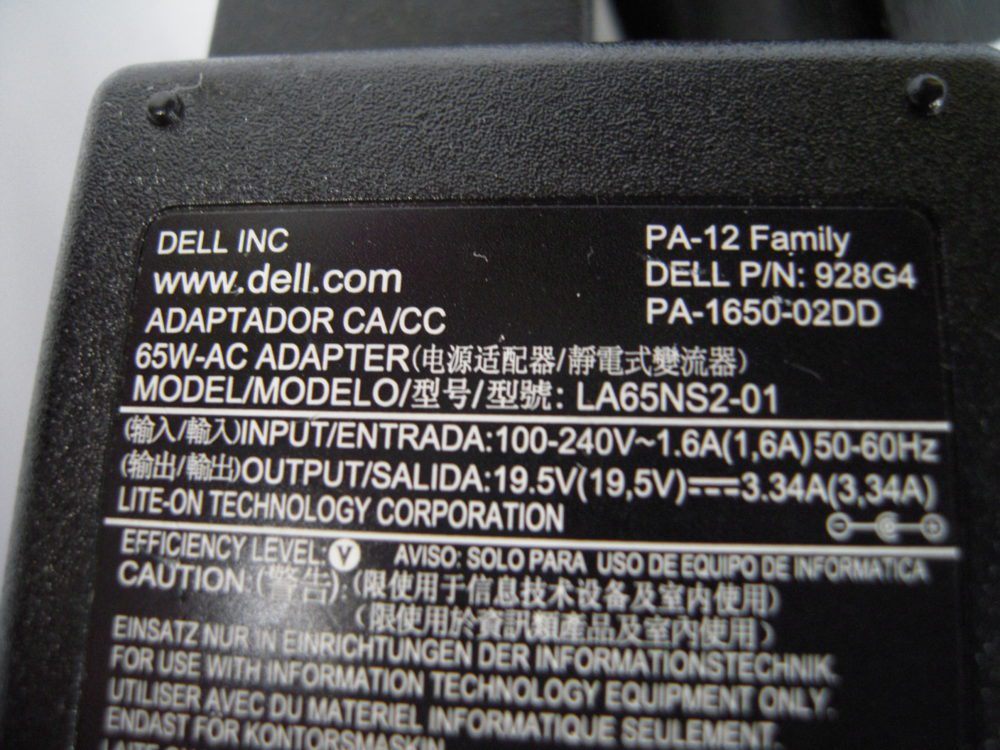 DELL INC
www.dell.com
ADAPTADOR CA/CC
PA-12 Family
DELL P/N: 928G4
PA-1650-02DD
65W-AC ADAPTER(电源适配器/靜電式變流器)
MODEL/MODELO/型号/型號: LA65NS2-01
(输入/輸入)INPUT/ENTRADA:100-240V~1.6A(1,6A)50-60Hz
(输出/輸出)OUTPUT/SALIDA:19.5V(19,5V)⎓3.34A(3,34A)
LITE-ON TECHNOLOGY CORPORATION
EFFICIENCY LEVEL: V AVISO: SOLO PARA USO DE EQUIPO DE INFORMATICA
CAUTION:(警告):(限使用于信息技术设备及室内使用)
(限使用於資訊類產品及室內使用)
EINSATZ NUR IN EINRICHTUNGEN DER INFORMATIONSTECHNIK.
FOR USE WITH INFORMATION TECHNOLOGY EQUIPMENT ONLY.
UTILISER AVEC DU MATERIEL INFORMATIQUE SEULEMENT.
ENDAST FÖR KONTORSMASKIN